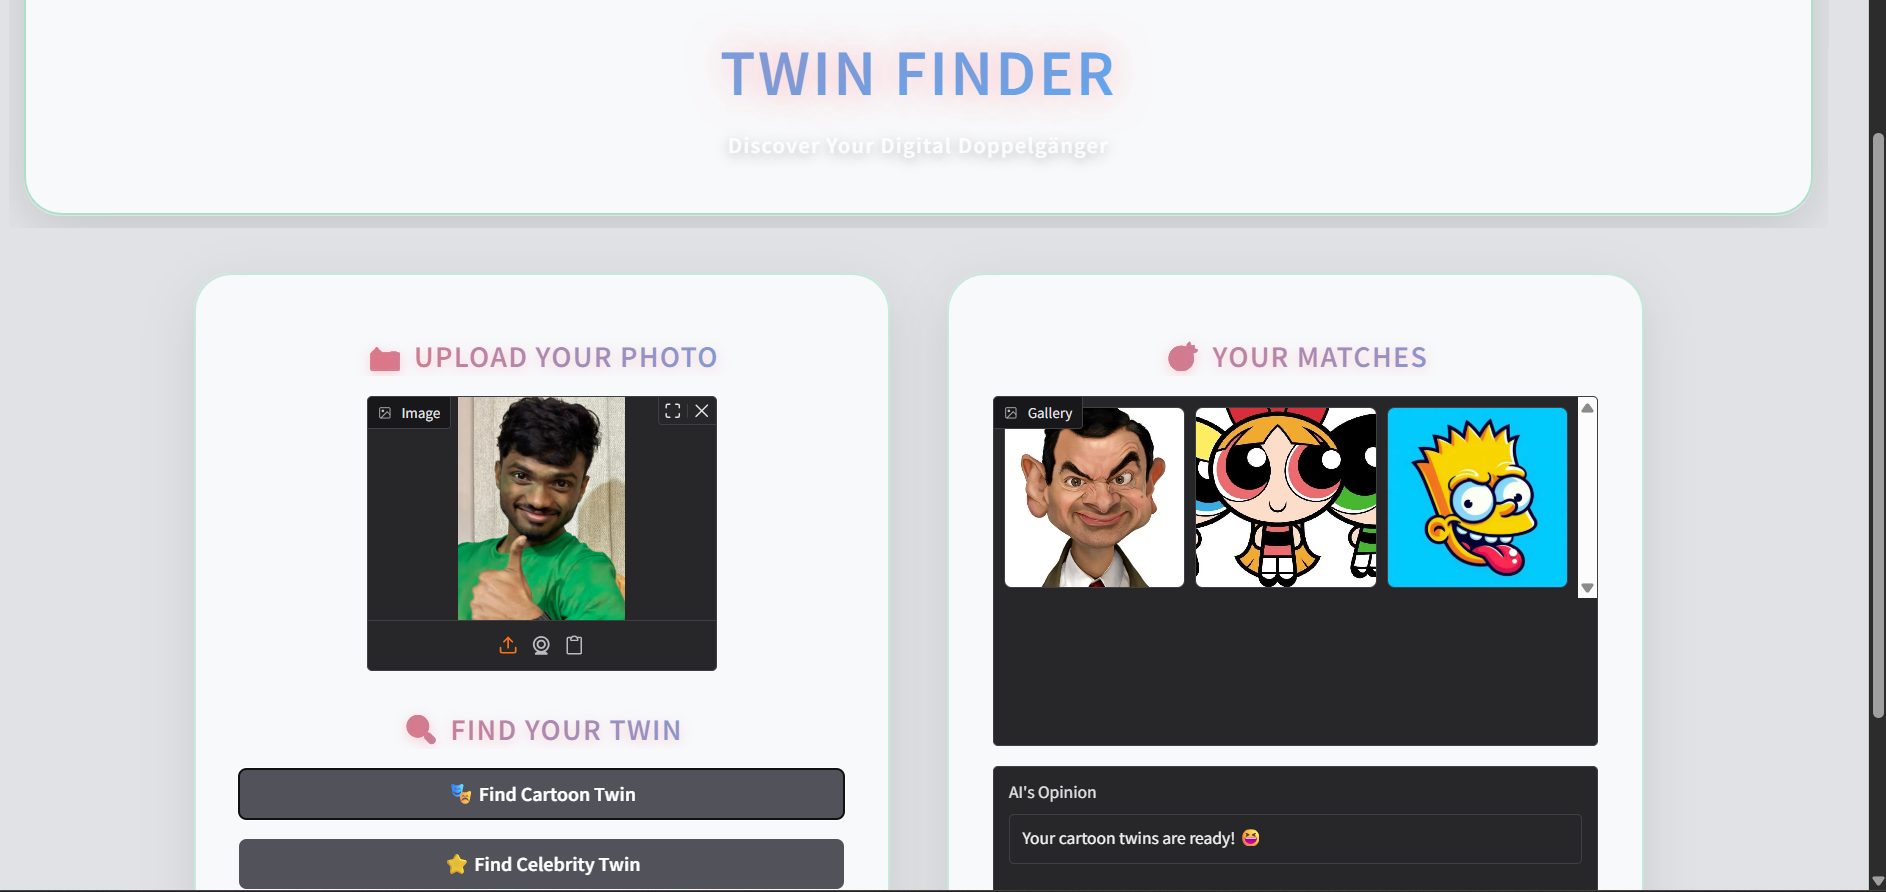 TWIN FINDER
Discover Your Digital Doppelgänger
UPLOAD YOUR PHOTO
Image
FIND YOUR TWIN
🎭 Find Cartoon Twin
⭐ Find Celebrity Twin
YOUR MATCHES
Gallery
AI's Opinion
Your cartoon twins are ready! 😆